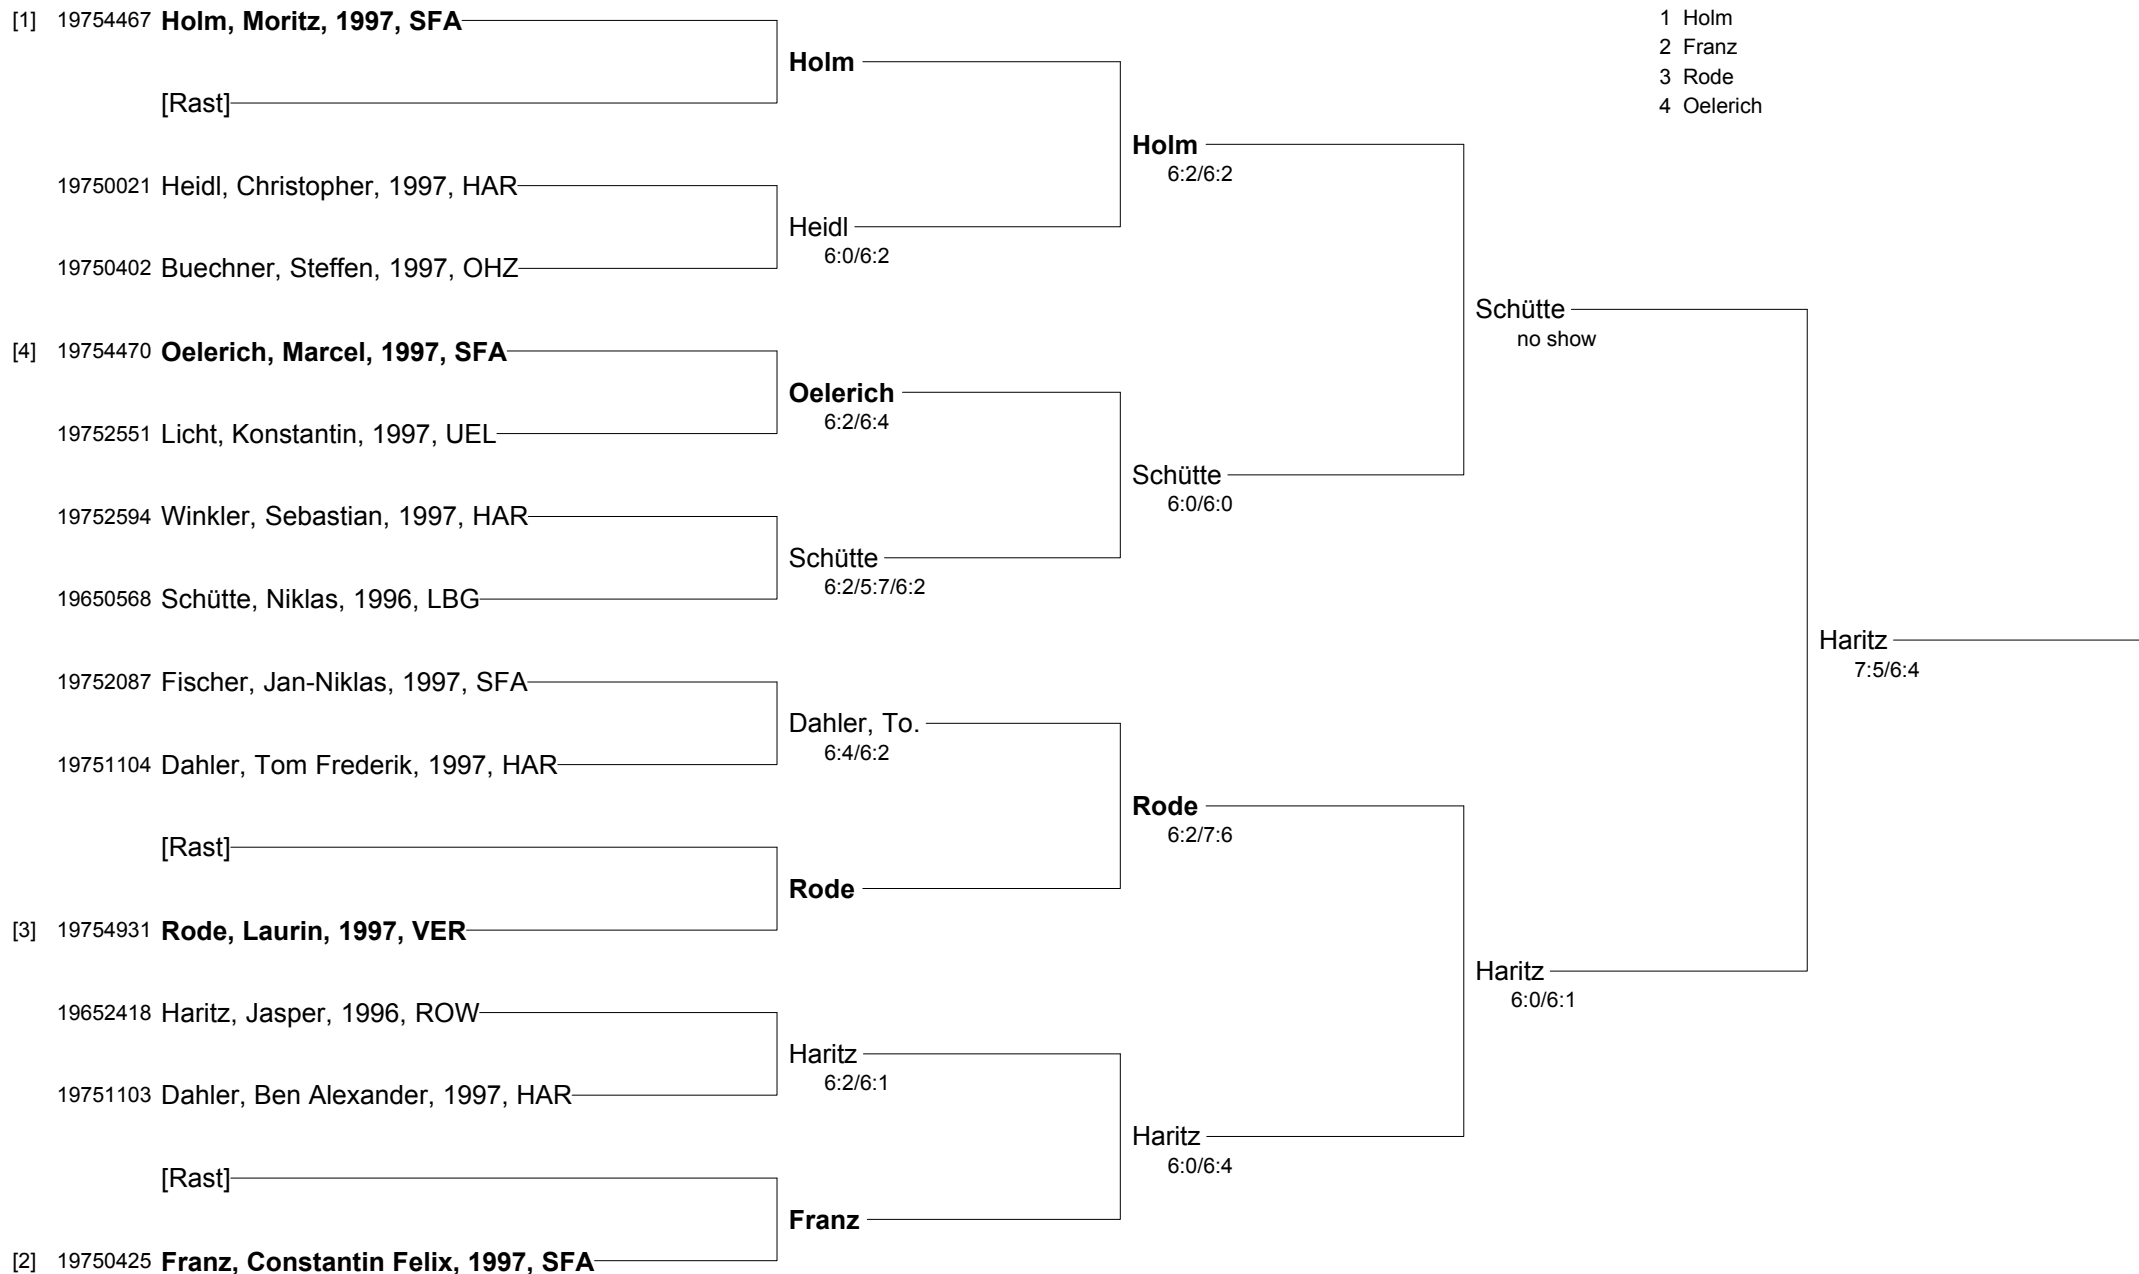 [1] 19754467 Holm, Moritz, 1997, SFA
1 Holm
2 Franz
3 Rode
4 Oelerich
Holm
[Rast]
Holm
6:2/6:2
19750021 Heidl, Christopher, 1997, HAR
Heidl
6:0/6:2
19750402 Buechner, Steffen, 1997, OHZ
Schütte
no show
[4] 19754470 Oelerich, Marcel, 1997, SFA
Oelerich
6:2/6:4
19752551 Licht, Konstantin, 1997, UEL
Schütte
6:0/6:0
19752594 Winkler, Sebastian, 1997, HAR
Schütte
6:2/5:7/6:2
19650568 Schütte, Niklas, 1996, LBG
Haritz
7:5/6:4
19752087 Fischer, Jan-Niklas, 1997, SFA
Dahler, To.
6:4/6:2
19751104 Dahler, Tom Frederik, 1997, HAR
Rode
6:2/7:6
[Rast]
Rode
[3] 19754931 Rode, Laurin, 1997, VER
Haritz
6:0/6:1
19652418 Haritz, Jasper, 1996, ROW
Haritz
6:2/6:1
19751103 Dahler, Ben Alexander, 1997, HAR
Haritz
6:0/6:4
[Rast]
Franz
[2] 19750425 Franz, Constantin Felix, 1997, SFA